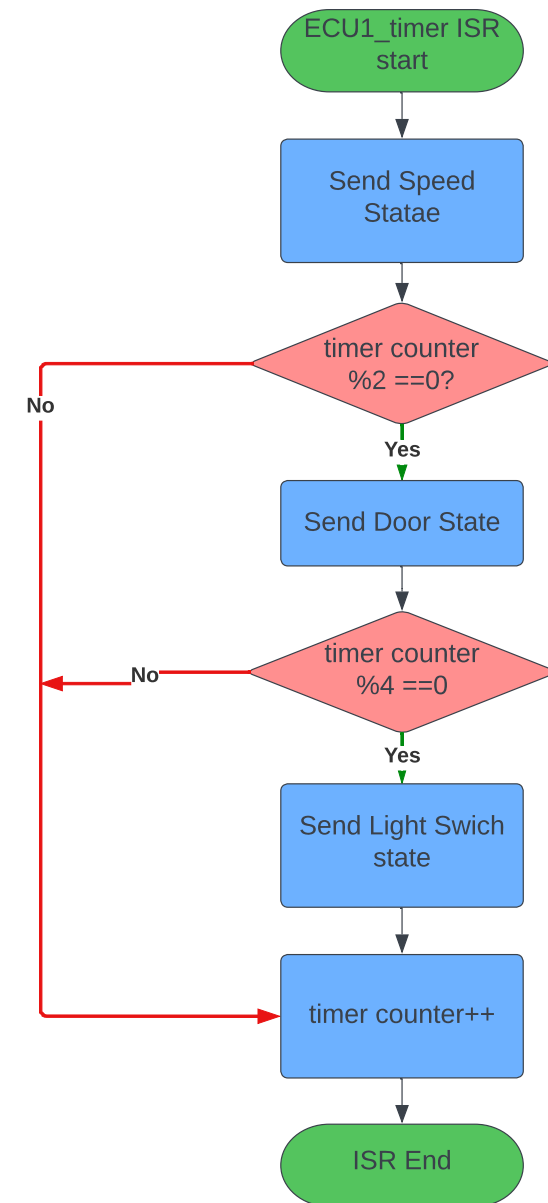 ECU1_timer ISR
start
Send Speed
Statae
timer counter
%2 ==0?
No
Yes
Send Door State
timer counter
%4 ==0
No
Yes
Send Light Swich
state
timer counter++
ISR End